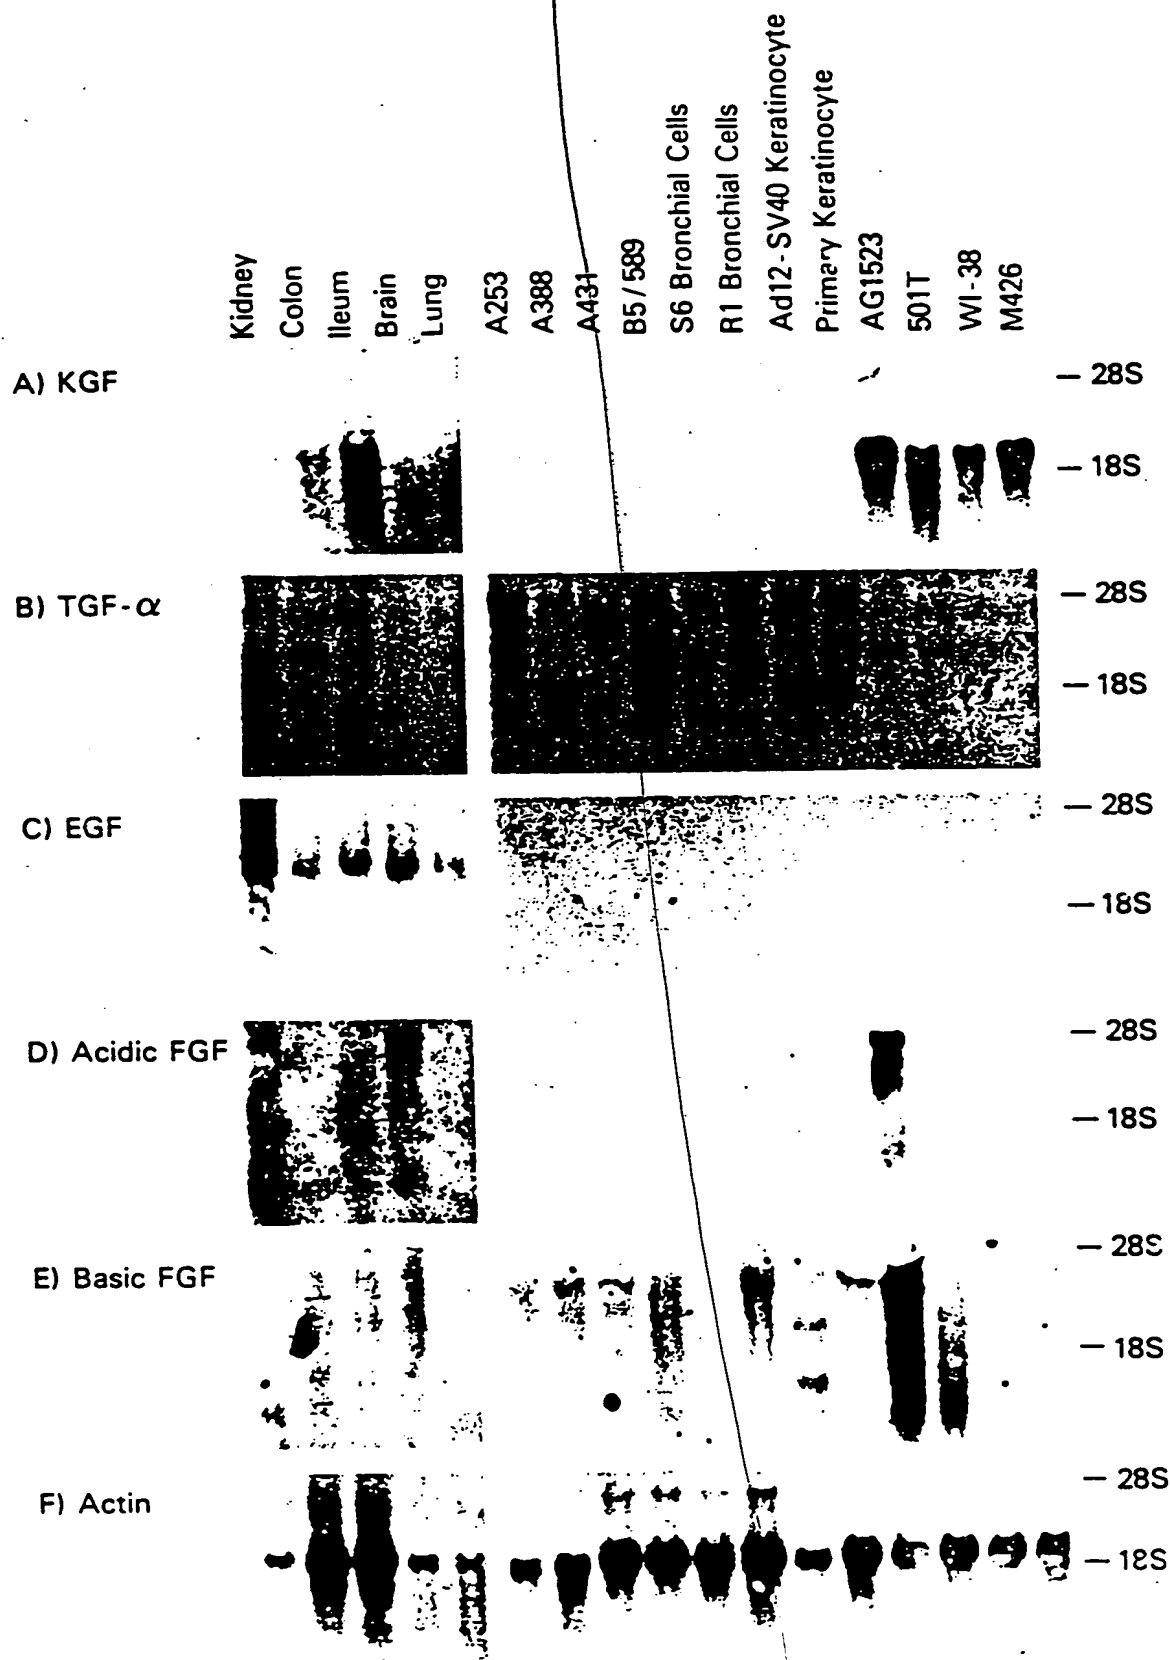 Kidney
Colon
Ileum
Brain
Lung
A253
A388
A431
B5/589
S6 Bronchial Cells
R1 Bronchial Cells
Ad12-SV40 Keratinocyte
Primary Keratinocyte
AG1523
501T
WI-38
M426
A) KGF
— 28S
— 18S
B) TGF-α
— 28S
— 18S
C) EGF
— 28S
— 18S
D) Acidic FGF
— 28S
— 18S
E) Basic FGF
— 28S
— 18S
F) Actin
— 28S
— 18S